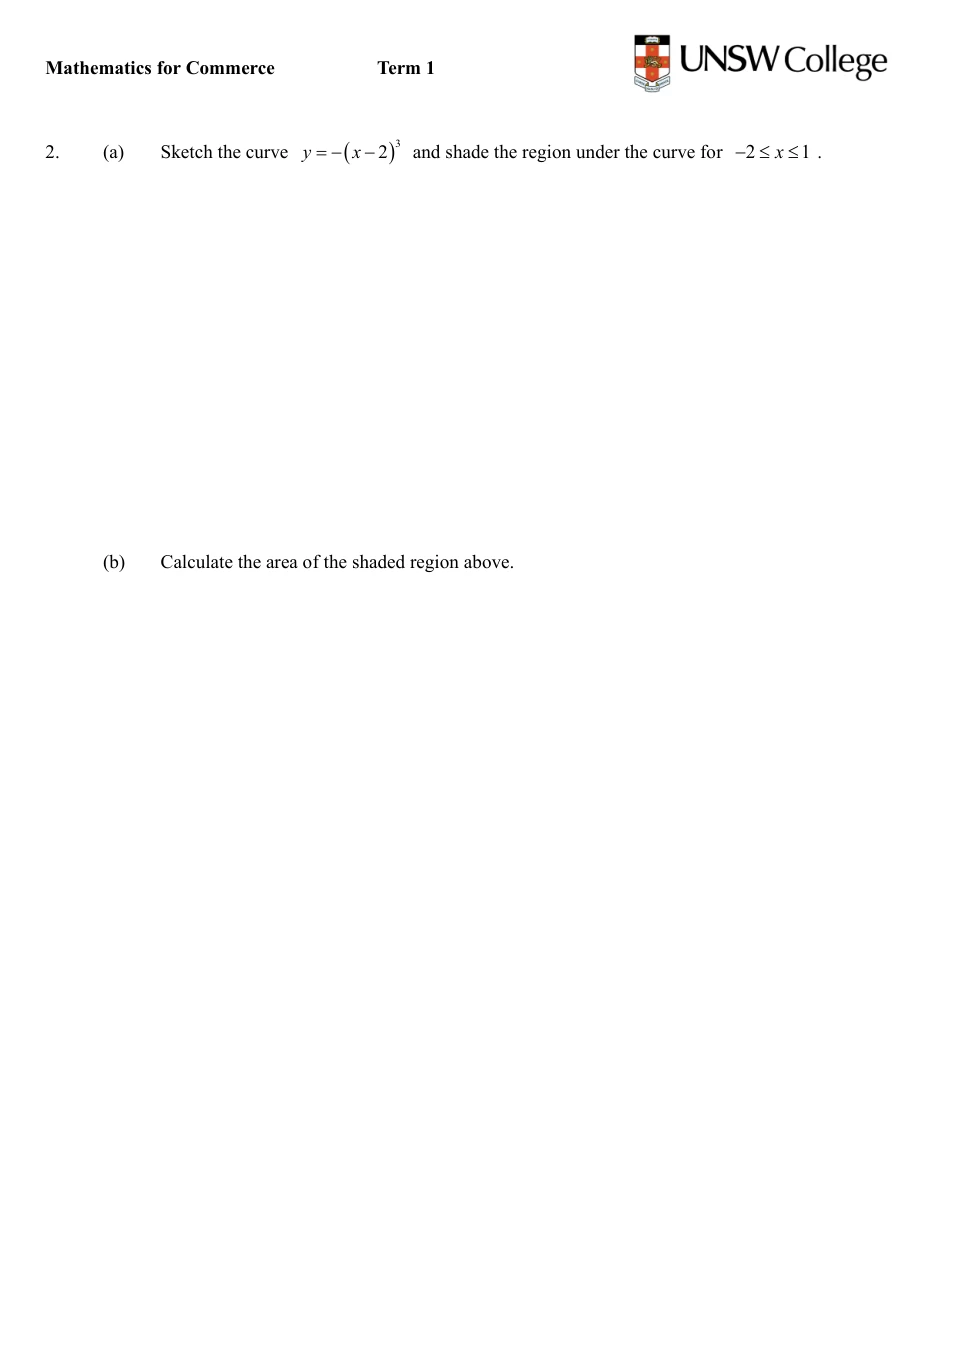 Mathematics for Commerce Term 1 UNSW College
2. (a) Sketch the curve y = −(x − 2)³ and shade the region under the curve for −2 ≤ x ≤ 1 .
(b) Calculate the area of the shaded region above.